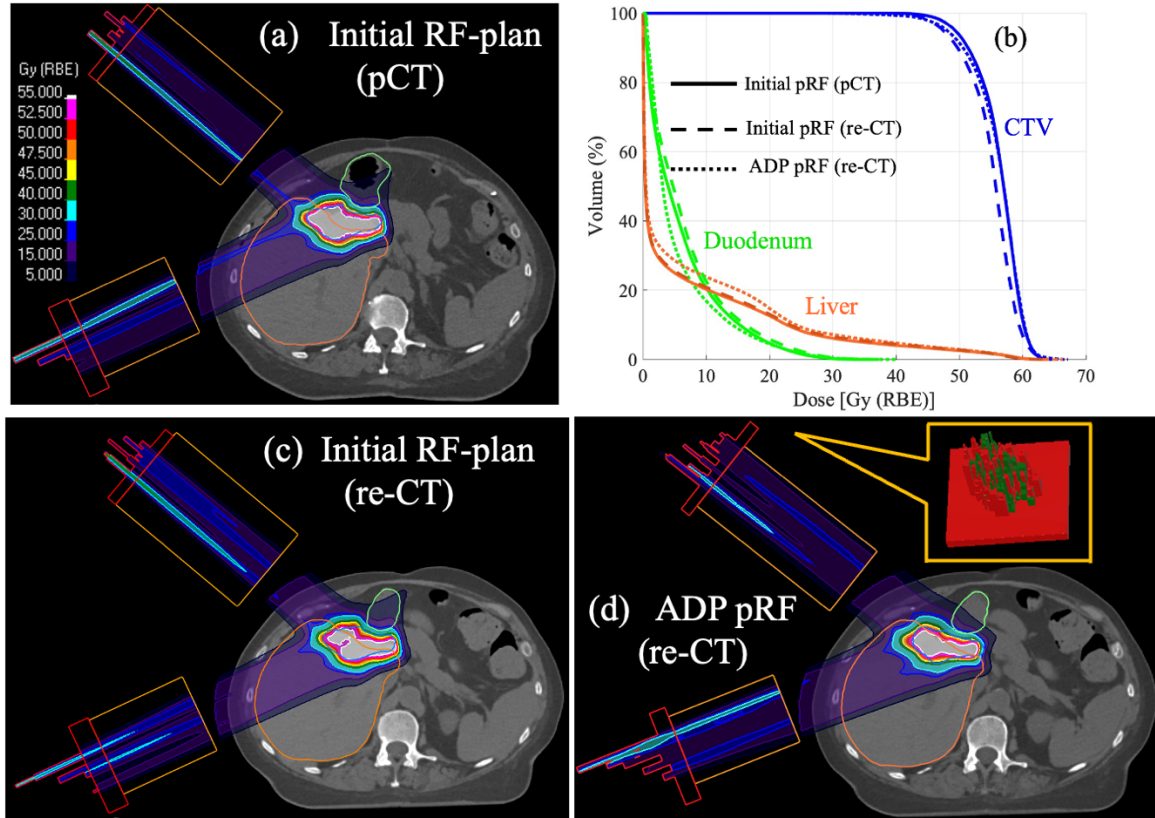 (a) Initial RF-plan
(pCT)
Gy (RBE)
55.000
52.500
50.000
47.500
45.000
40.000
30.000
25.000
15.000
5.000
100
80
60
40
20
0
Volume (%)
(b)
Initial pRF (pCT)
Initial pRF (re-CT)
ADP pRF (re-CT)
CTV
Duodenum
Liver
0 10 20 30 40 50 60 70
Dose [Gy (RBE)]
(c) Initial RF-plan
(re-CT)
(d) ADP pRF
(re-CT)